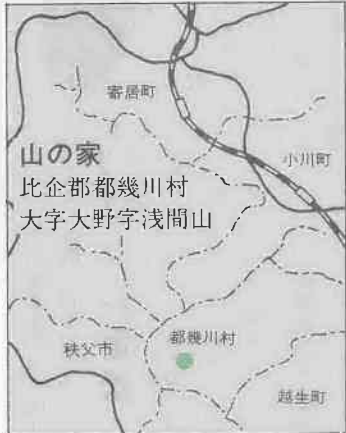 寄居町
小川町
山の家
比企郡都幾川村
大字大野字浅間山
秩父市
都幾川村
越生町